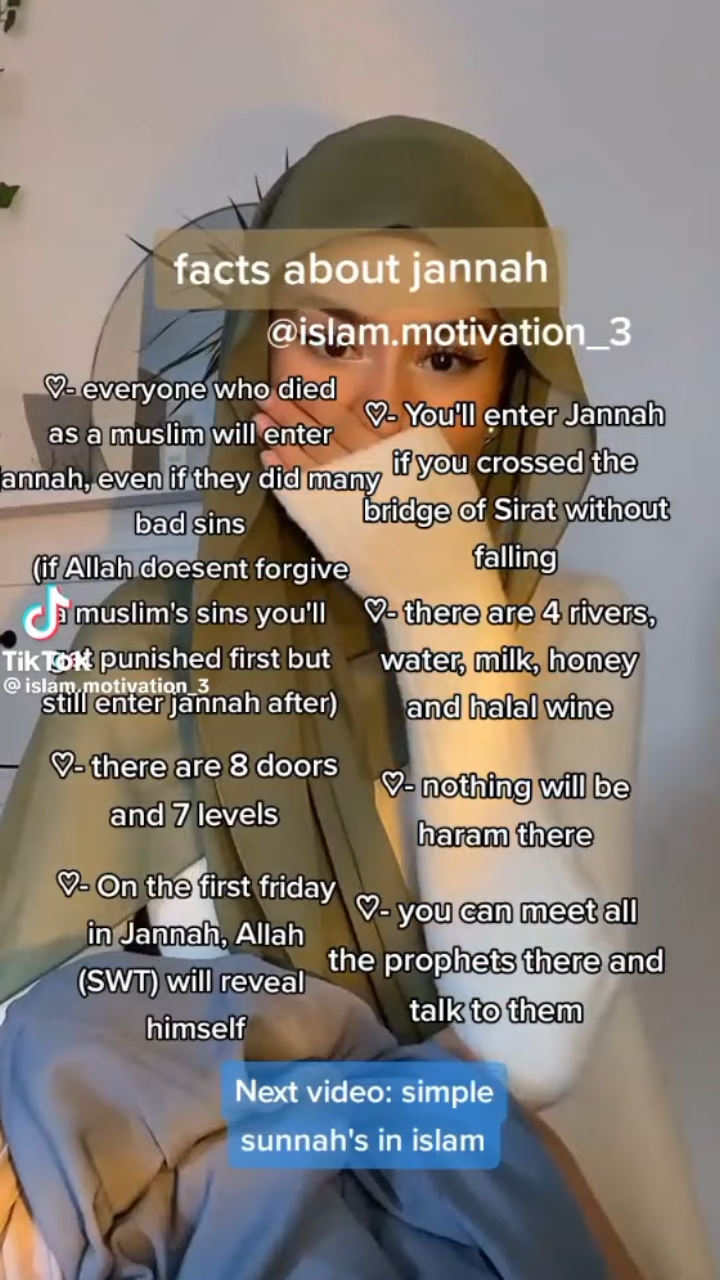 facts about jannah
@islam.motivation_3
♡- everyone who died
as a muslim will enter
annah, even if they did many
bad sins
(if Allah doesent forgive
muslim's sins you'll
punished first but
still enter jannah after)
♡- there are 8 doors
and 7 levels
♡- On the first friday
in Jannah, Allah
(SWT) will reveal
himself
♡- You'll enter Jannah
if you crossed the
bridge of Sirat without
falling
♡- there are 4 rivers,
water, milk, honey
and halal wine
♡- nothing will be
haram there
♡- you can meet all
the prophets there and
talk to them
TikTok
@islam.motivation_3
Next video: simple
sunnah's in islam